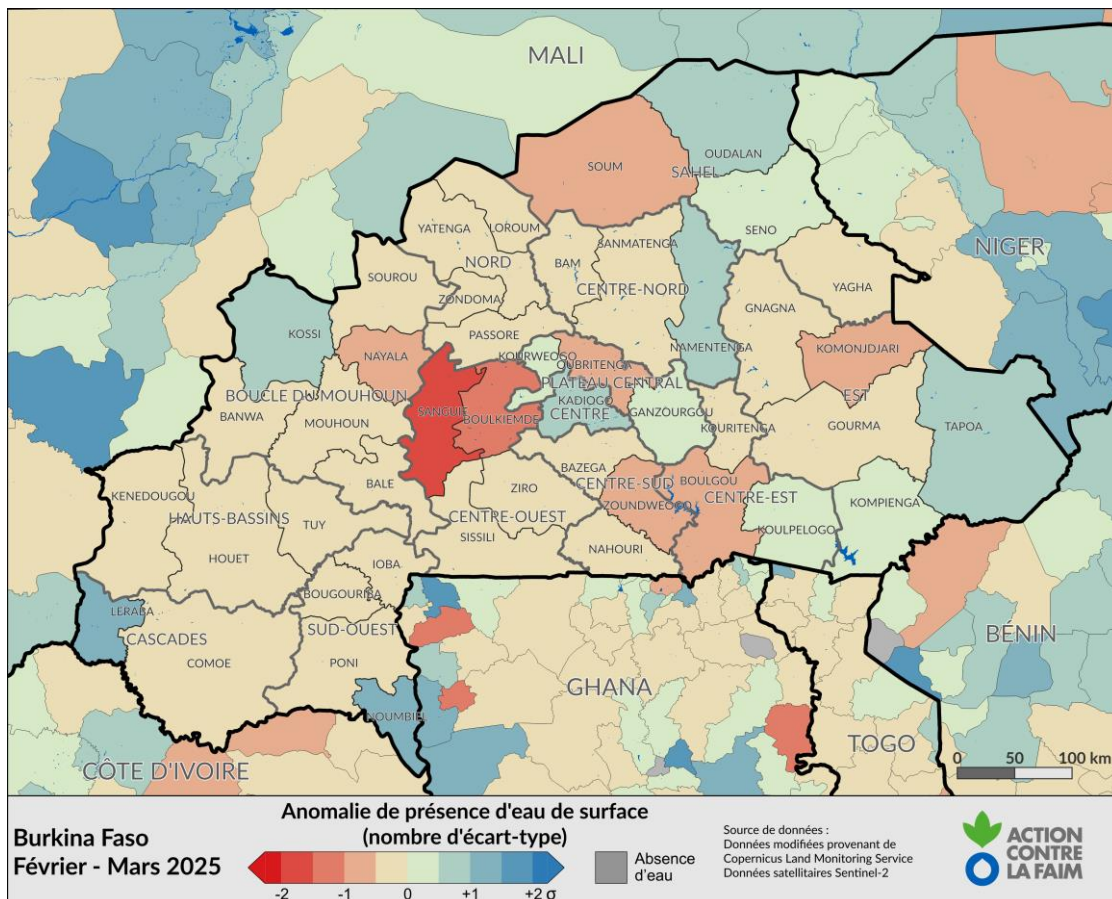 MALI
SOUM
OUDALAN
SAHEL
YATENGA
LOROUM
SANMATENGA
SENO
NIGER
NORD
BAM
SOUROU
CENTRE-NORD
YAGHA
ZONDOMA
GNAGNA
KOSSI
PASSORE
NAMENTENGA
KOMONJDJARI
NAYALA
KOURWEOGO
OUBRITENGA
PLATEAU CENTRAL
BOUCLE DU MOUHOUN
KADIOGO
EST
BANWA
SANGUIE
BOULKIEMDE
CENTRE
GANZOURGOU
MOUHOUN
KOURITENGA
GOURMA
TAPOA
BAZEGA
BALE
ZIRO
CENTRE-SUD
BOULGOU
KENEDOUGOU
CENTRE-EST
ZOUNDWEOGO
KOMPIENGA
HAUTS-BASSINS
TUY
CENTRE-OUEST
KOULPELOGO
SISSILI
NAHOURI
HOUET
IOBA
BOUGOURIBA
LERABA
CASCADES
SUD-OUEST
BÉNIN
COMOE
PONI
GHANA
NOUMBIEL
TOGO
CÔTE D'IVOIRE
0 50 100 km
Burkina Faso
Février - Mars 2025
Anomalie de présence d'eau de surface
(nombre d'écart-type)
-2 -1 0 +1 +2 σ
Absence
d'eau
Source de données :
Données modifiées provenant de
Copernicus Land Monitoring Service
Données satellitaires Sentinel-2
ACTION
CONTRE
LA FAIM